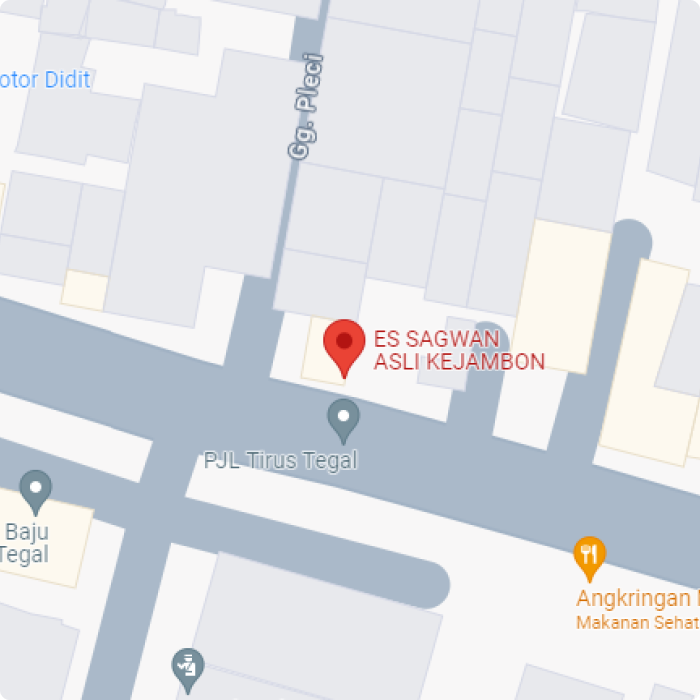 otor Didit
Gg. Pleci
ES SAGWAN
ASLI KEJAMBON
PJL Tirus Tegal
Baju
Tegal
Angkringan
Makanan Sehat